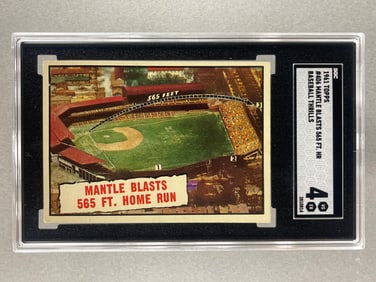 565 FEET
MANTLE BLASTS
565 FT. HOME RUN
SGC
1961 TOPPS
#406 MANTLE BLASTS 565 FT. HR
BASEBALL THRILLS
4